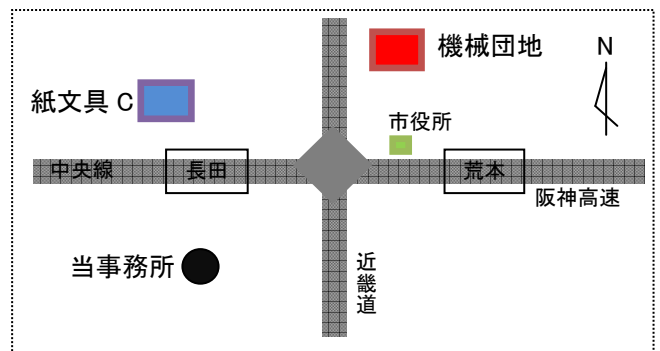 機械団地
N
紙文具 C
市役所
中央線
長田
荒本
阪神高速
当事務所
近畿道